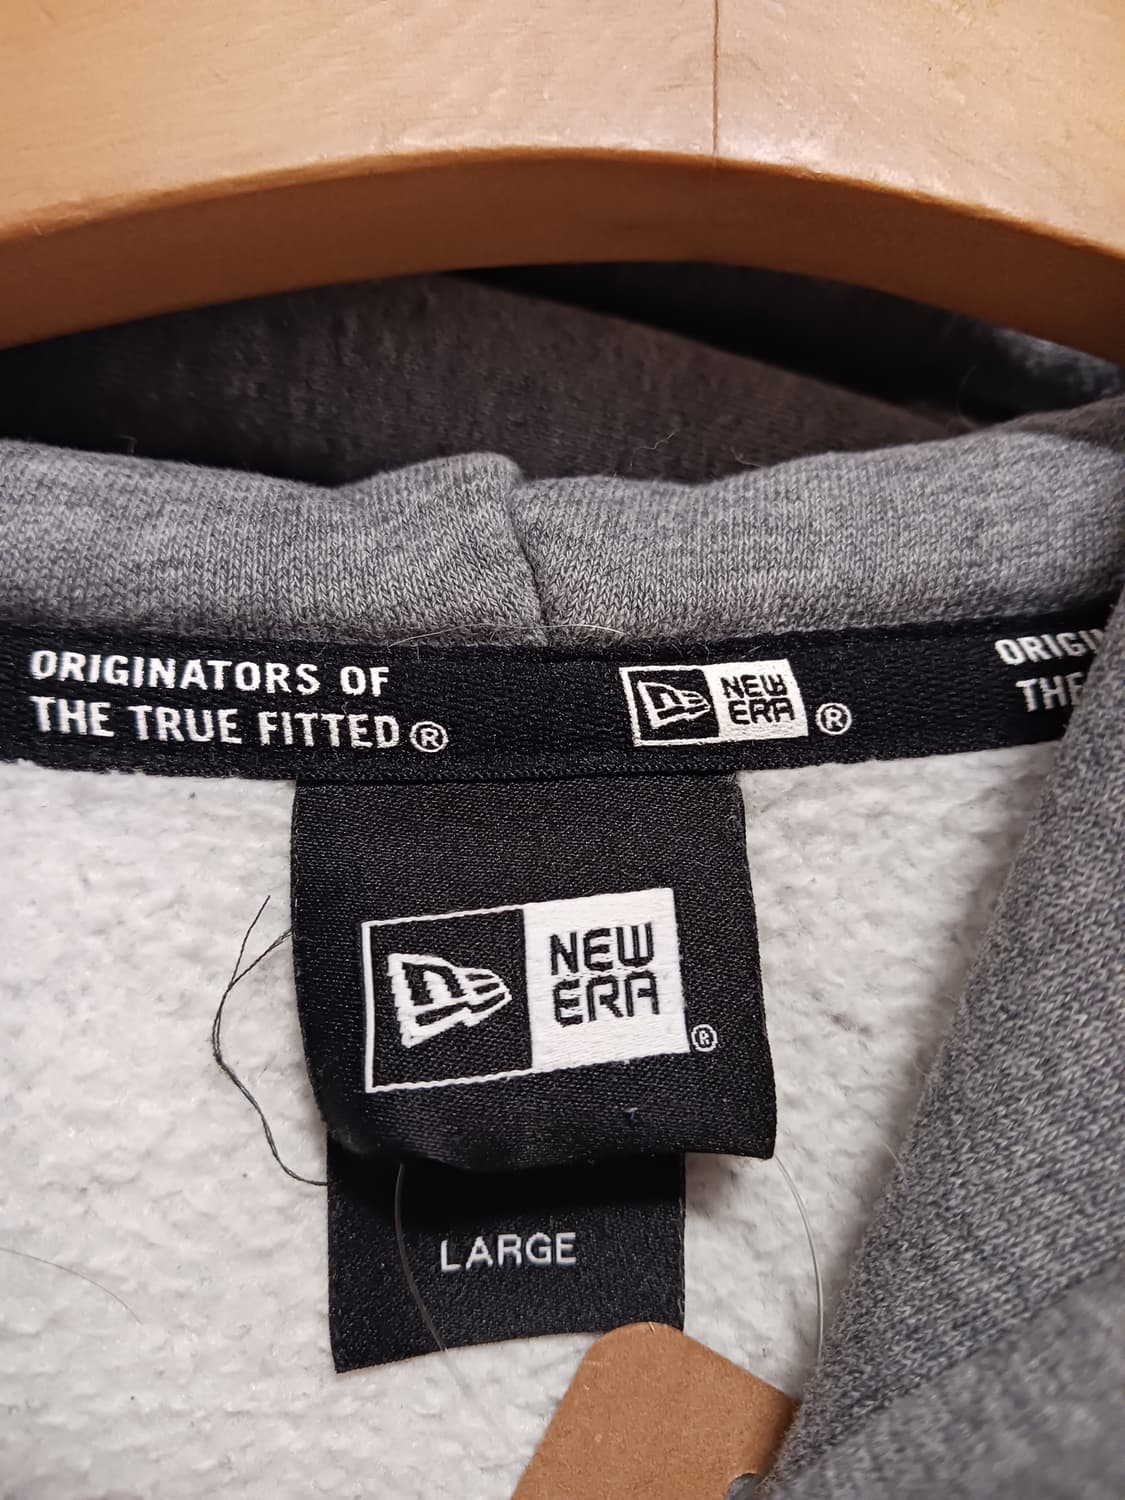 ORIGINATORS OF
THE TRUE FITTED®
NEW
ERA ®
ORIGI
THE
NEW
ERA ®
LARGE